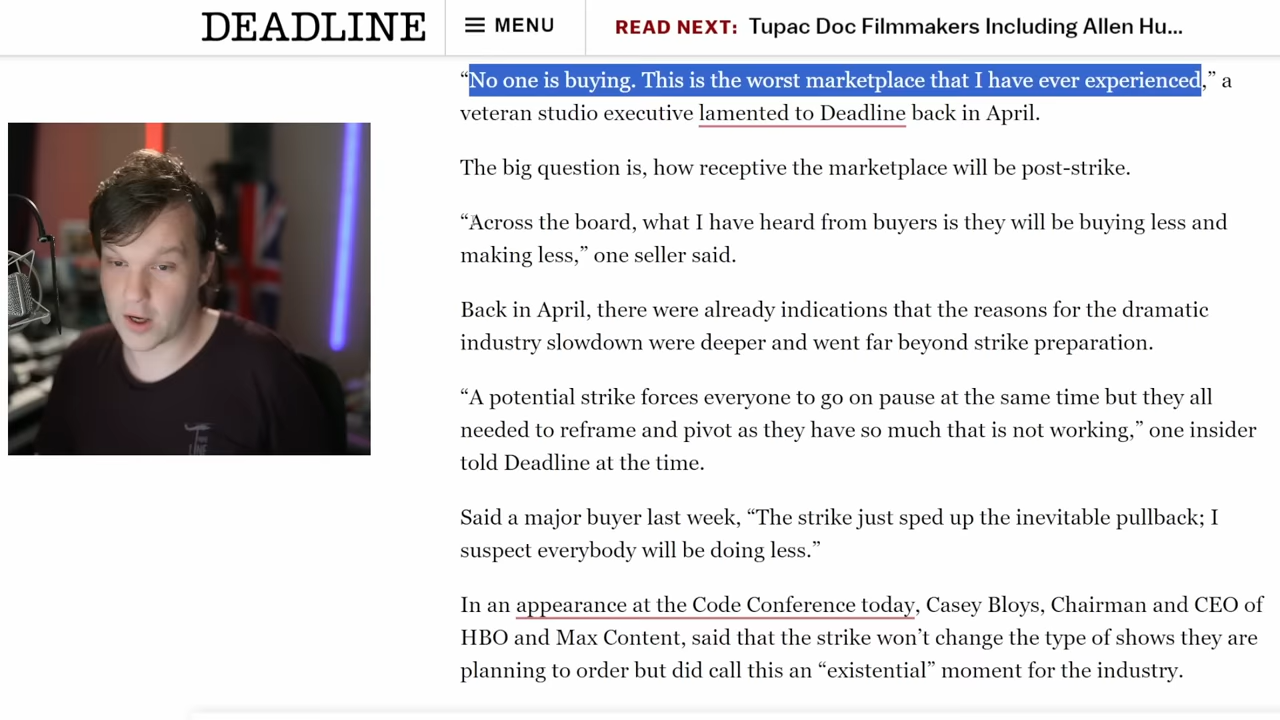 DEADLINE
MENU
READ NEXT: Tupac Doc Filmmakers Including Allen Hu...
“No one is buying. This is the worst marketplace that I have ever experienced,” a
veteran studio executive lamented to Deadline back in April.
The big question is, how receptive the marketplace will be post-strike.
“Across the board, what I have heard from buyers is they will be buying less and
making less,” one seller said.
Back in April, there were already indications that the reasons for the dramatic
industry slowdown were deeper and went far beyond strike preparation.
“A potential strike forces everyone to go on pause at the same time but they all
needed to reframe and pivot as they have so much that is not working,” one insider
told Deadline at the time.
Said a major buyer last week, “The strike just sped up the inevitable pullback; I
suspect everybody will be doing less.”
In an appearance at the Code Conference today, Casey Bloys, Chairman and CEO of
HBO and Max Content, said that the strike won’t change the type of shows they are
planning to order but did call this an “existential” moment for the industry.